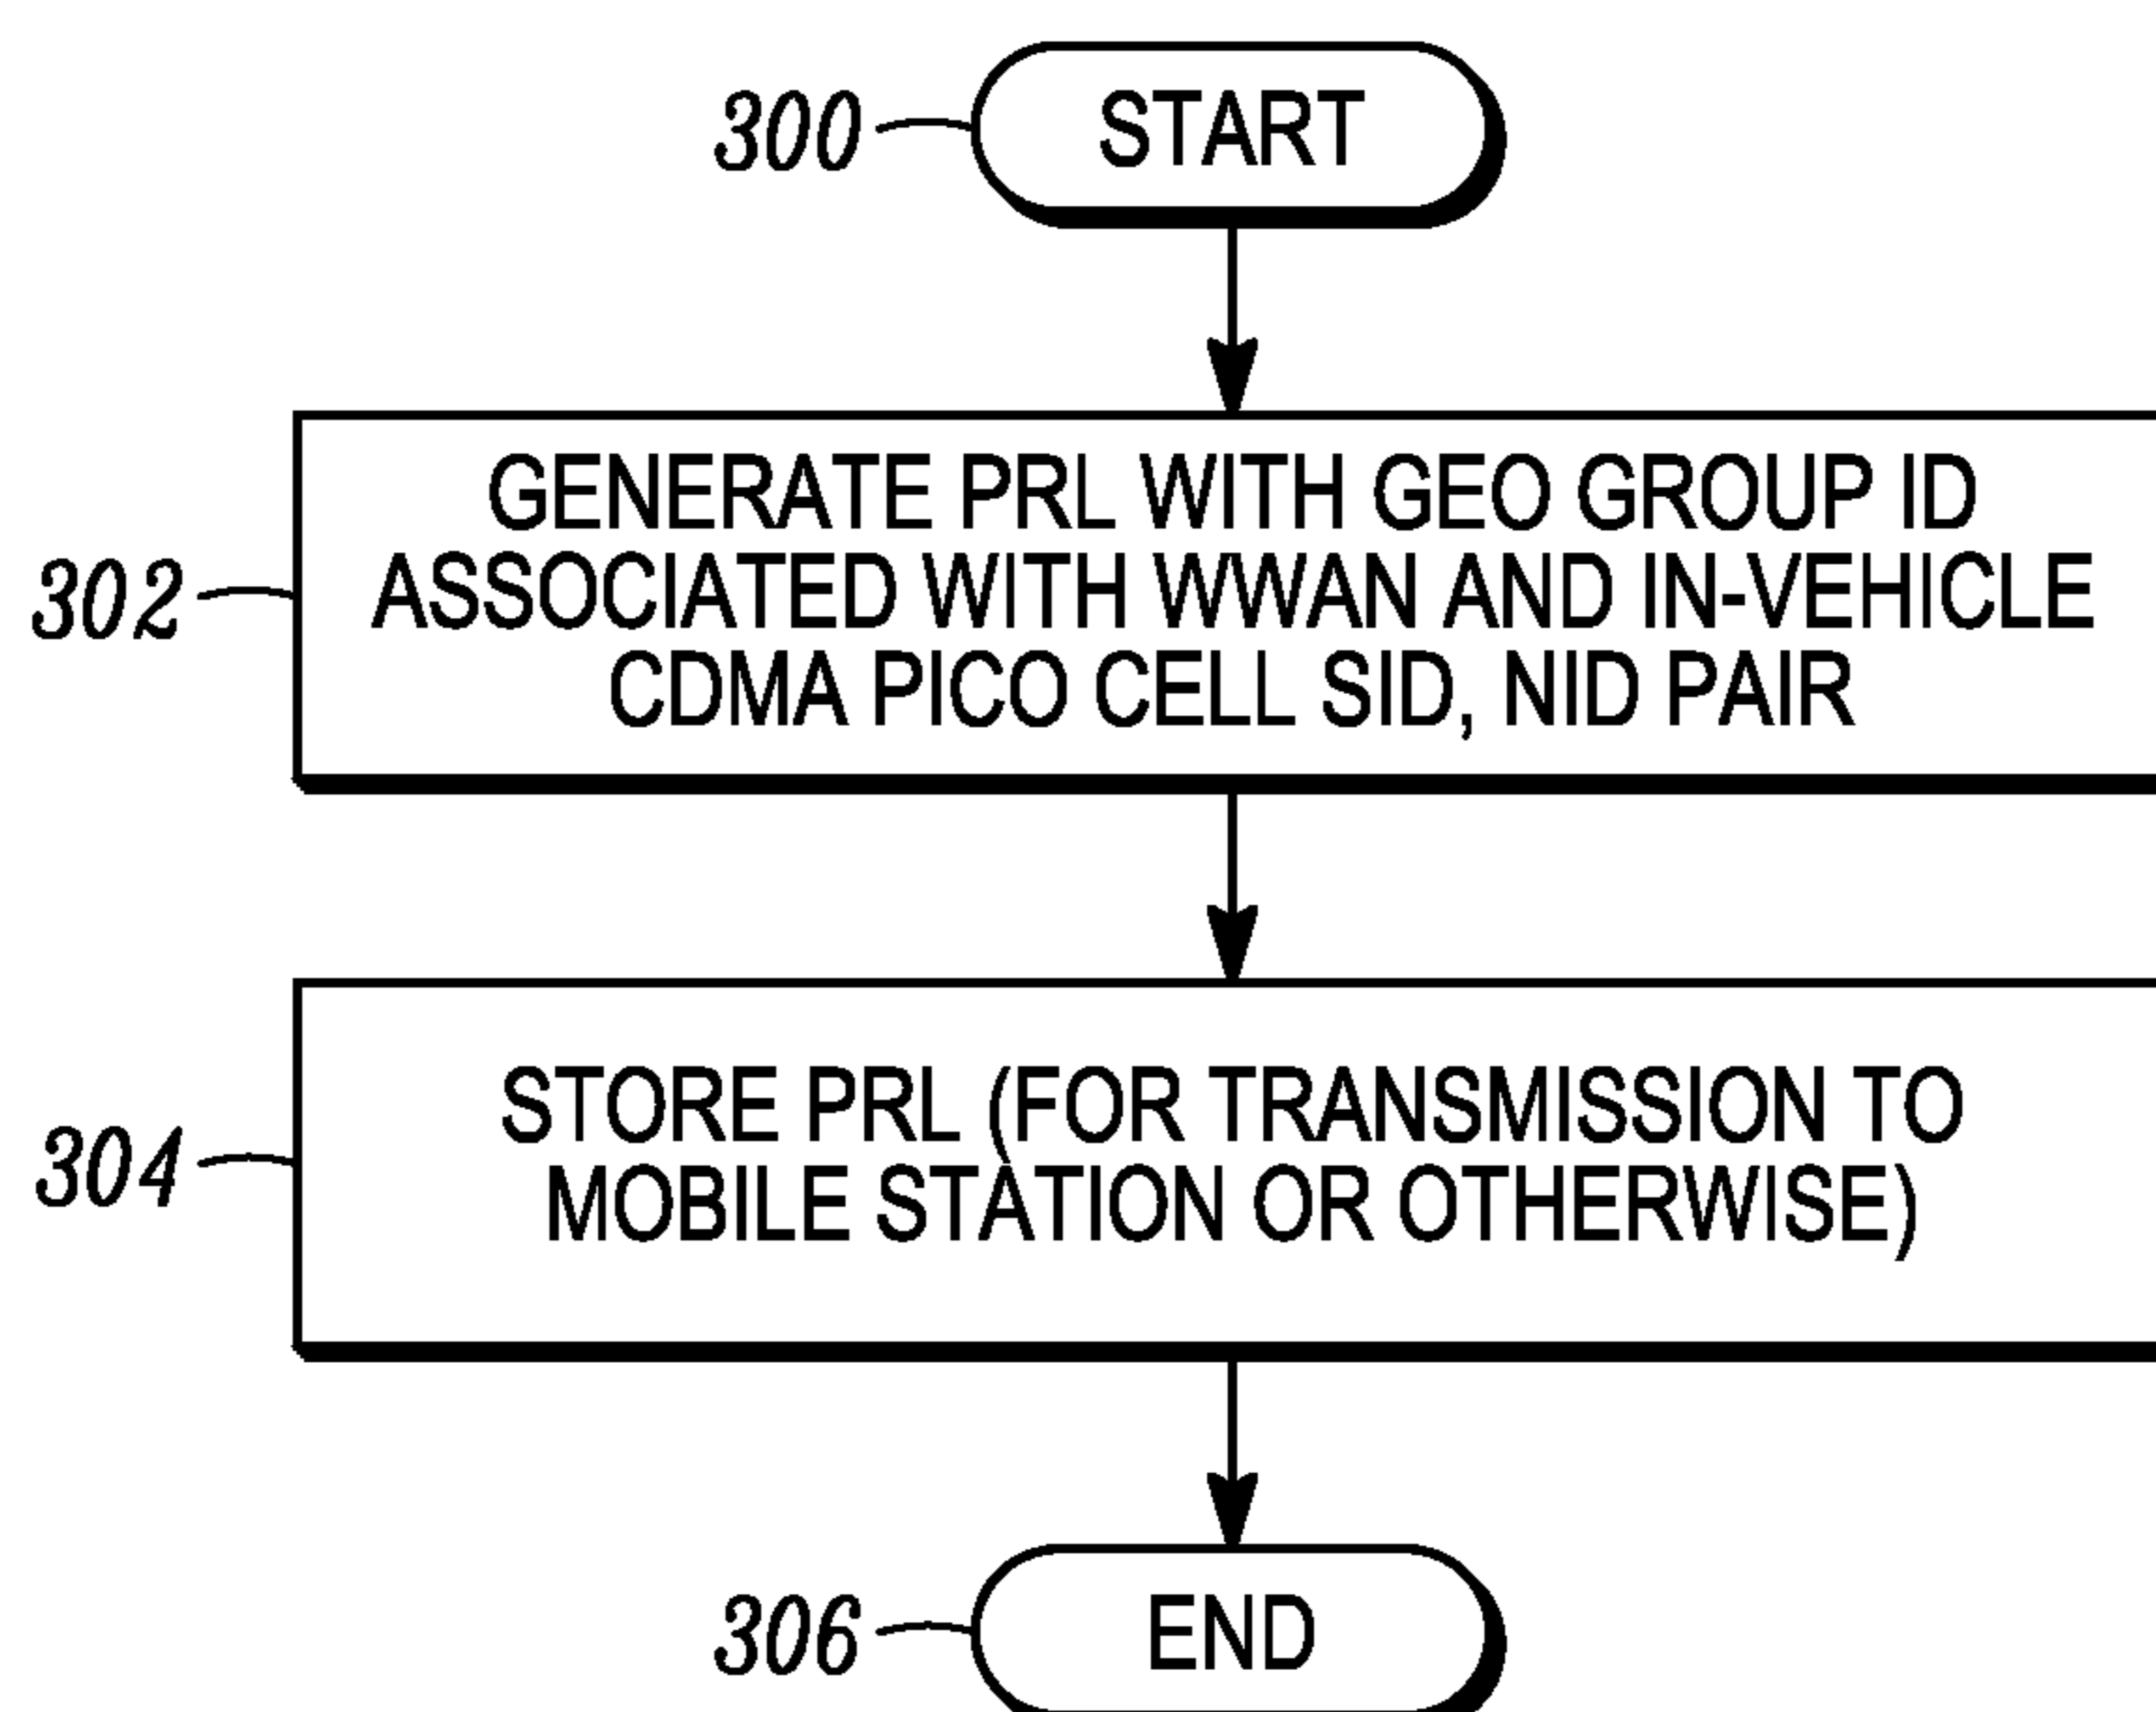 300
START
302
GENERATE PRL WITH GEO GROUP ID
ASSOCIATED WITH WWAN AND IN-VEHICLE
CDMA PICO CELL SID, NID PAIR
304
STORE PRL (FOR TRANSMISSION TO
MOBILE STATION OR OTHERWISE)
306
END